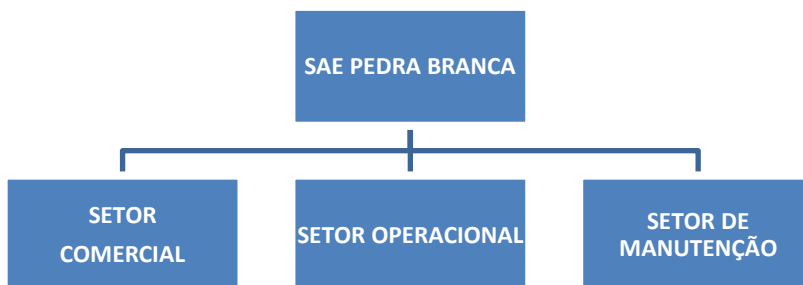 SAE PEDRA BRANCA
SETOR
COMERCIAL
SETOR OPERACIONAL
SETOR DE
MANUTENÇÃO